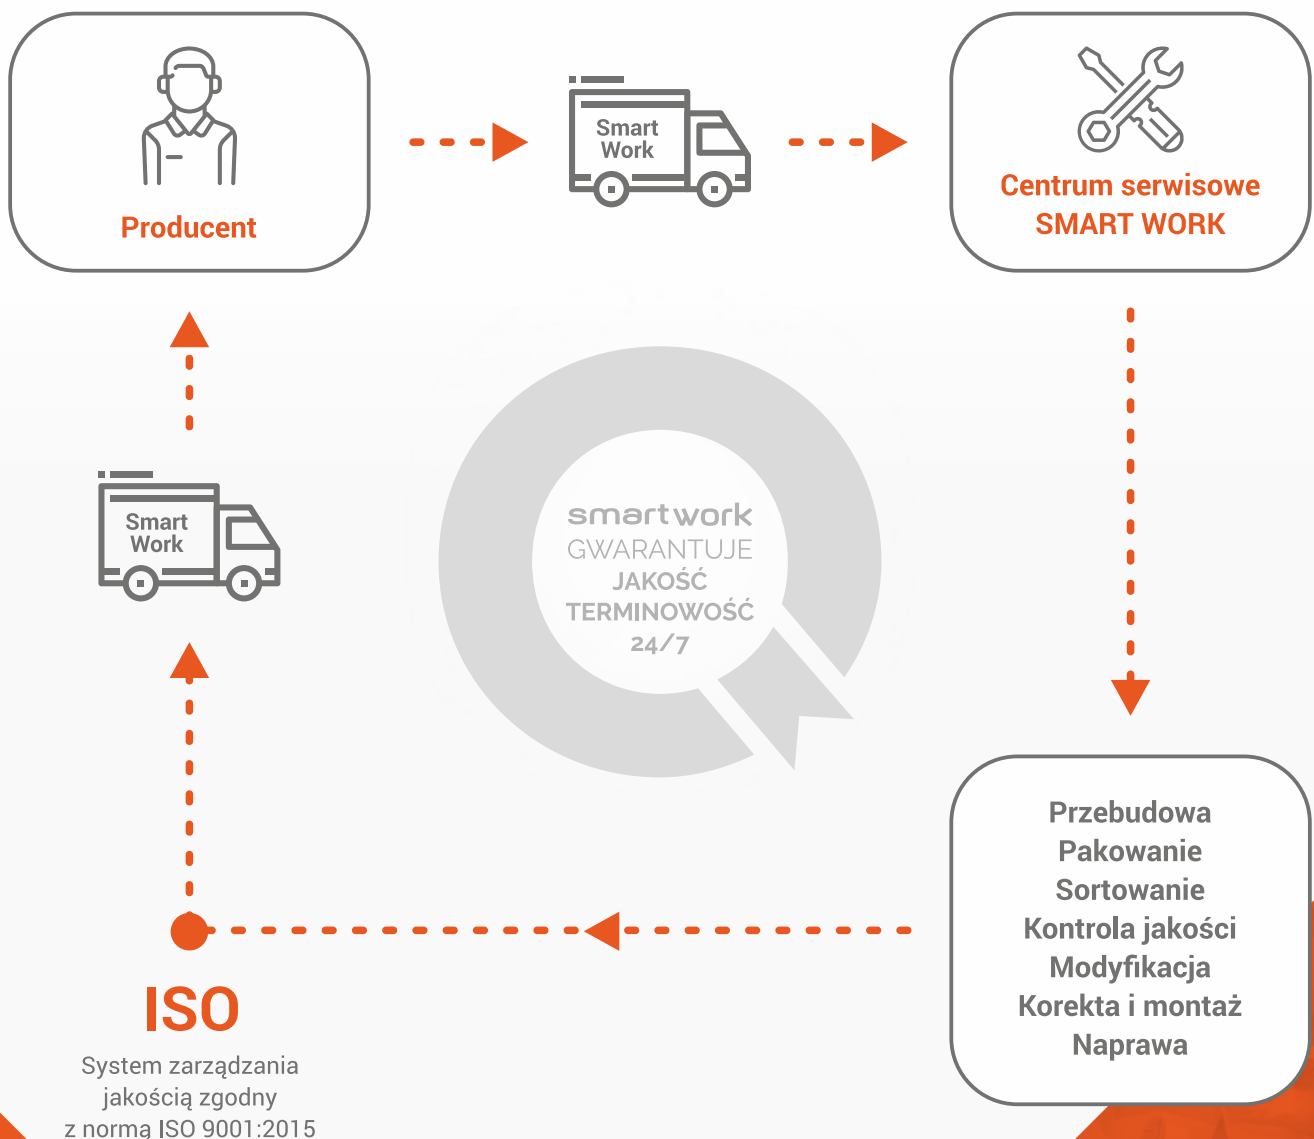 Producent
Smart
Work
Centrum serwisowe
SMART WORK
Smart
Work
smartwork
GWARANTUJE
JAKOŚĆ
TERMINOWOŚĆ
24/7
Przebudowa
Pakowanie
Sortowanie
Kontrola jakości
Modyfikacja
Korekta i montaż
Naprawa
ISO
System zarządzania
jakością zgodny
z normą ISO 9001:2015